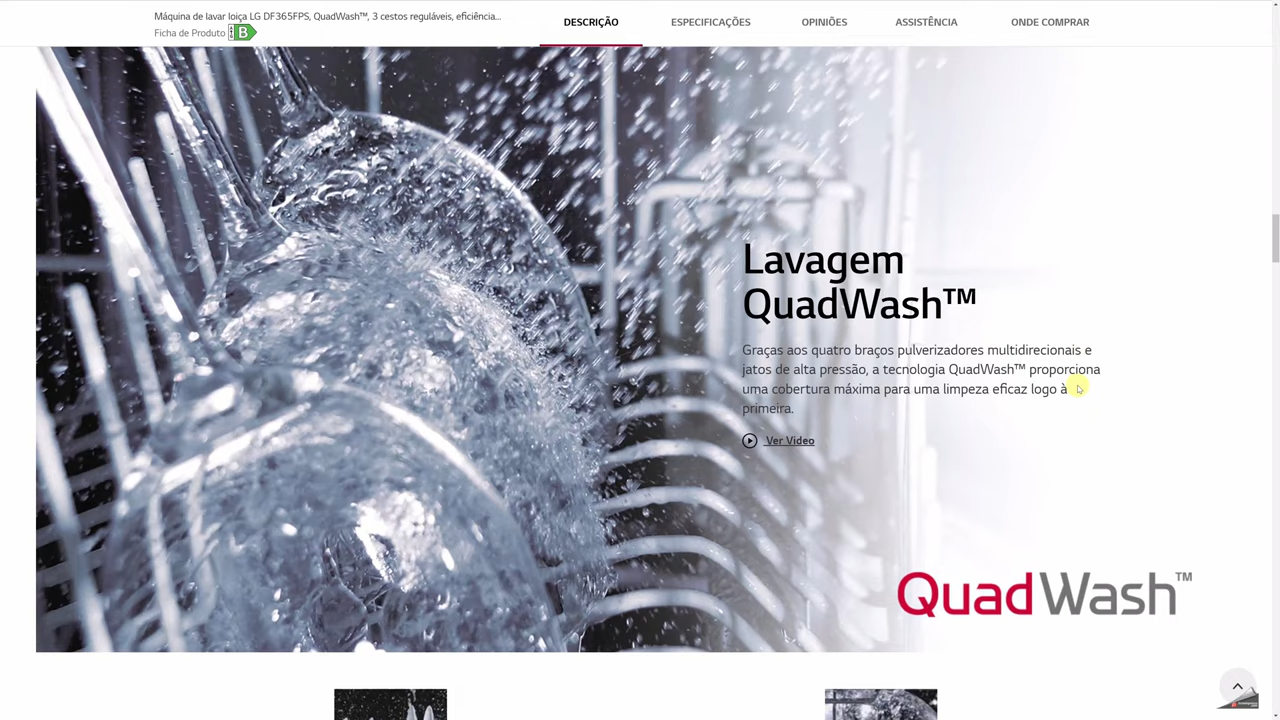 Máquina de lavar loiça LG DF365FPS, QuadWash™, 3 cestos reguláveis, eficiência...
Ficha de Produto B
DESCRIÇÃO
ESPECIFICAÇÕES
OPINIÕES
ASSISTÊNCIA
ONDE COMPRAR
Lavagem
QuadWash™
Graças aos quatro braços pulverizadores multidirecionais e
jatos de alta pressão, a tecnologia QuadWash™ proporciona
uma cobertura máxima para uma limpeza eficaz logo à
primeira.
Ver Video
QuadWash™